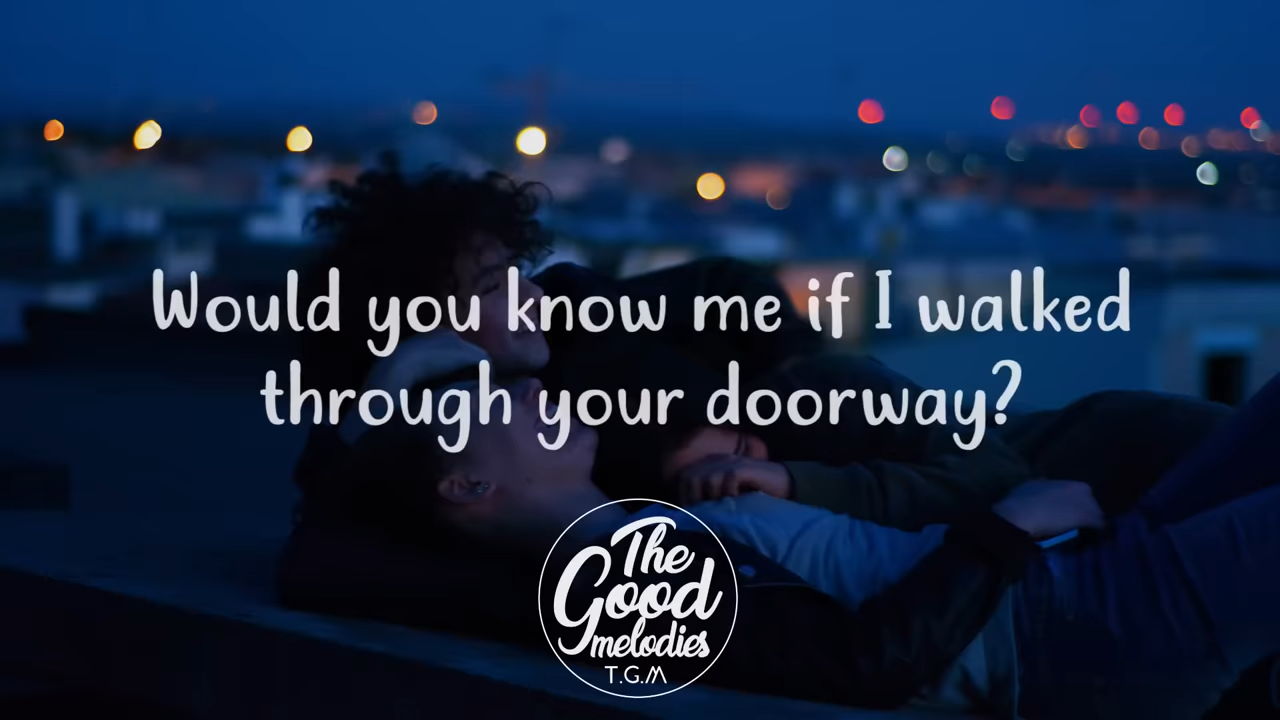 Would you know me if I walked
through your doorway?
The
Good
melodies
T.G.M